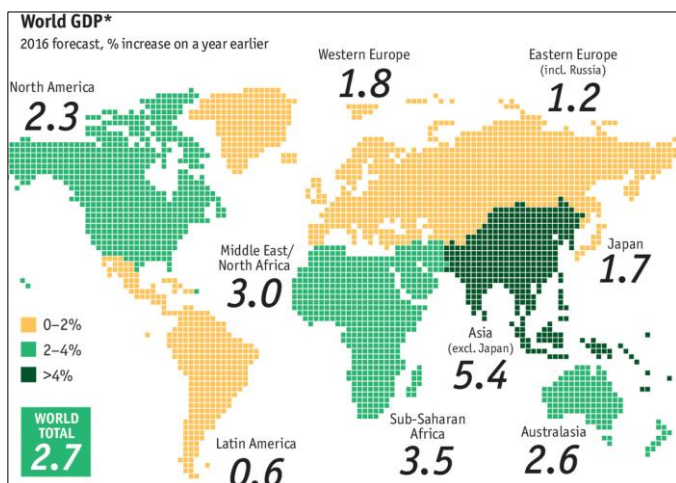 World GDP*
2016 forecast, % increase on a year earlier
North America
2.3
Western Europe
1.8
Eastern Europe
(incl. Russia)
1.2
Middle East/
North Africa
3.0
Japan
1.7
Asia
(excl. Japan)
5.4
0–2%
2–4%
>4%
WORLD
TOTAL
2.7
Latin America
0.6
Sub-Saharan
Africa
3.5
Australasia
2.6